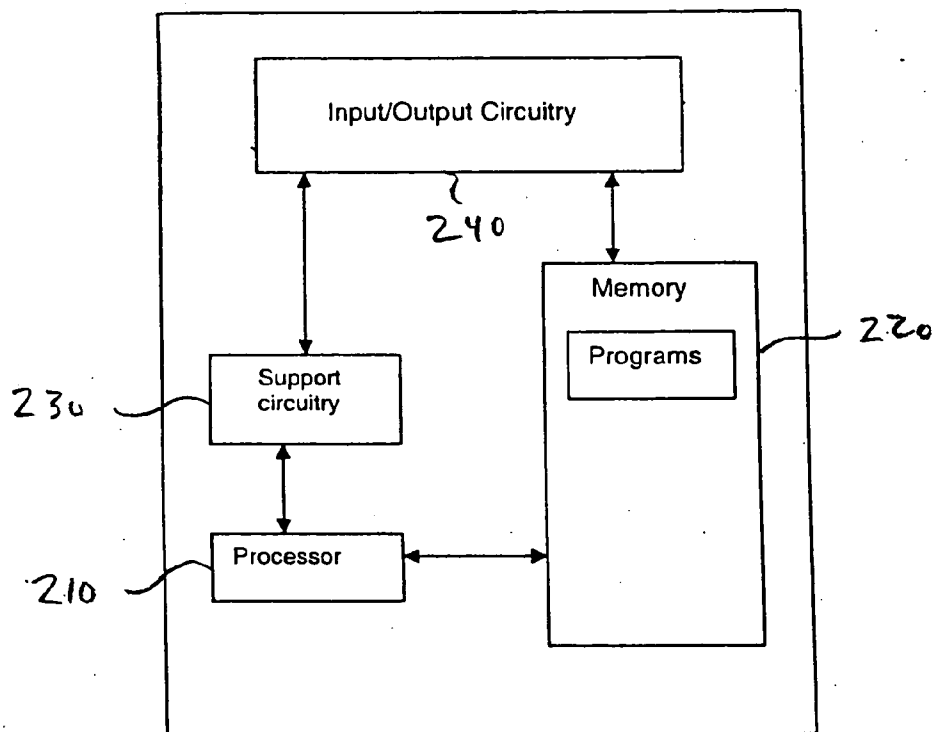 Input/Output Circuitry
240
Memory
220
Programs
Support
circuitry
230
Processor
210